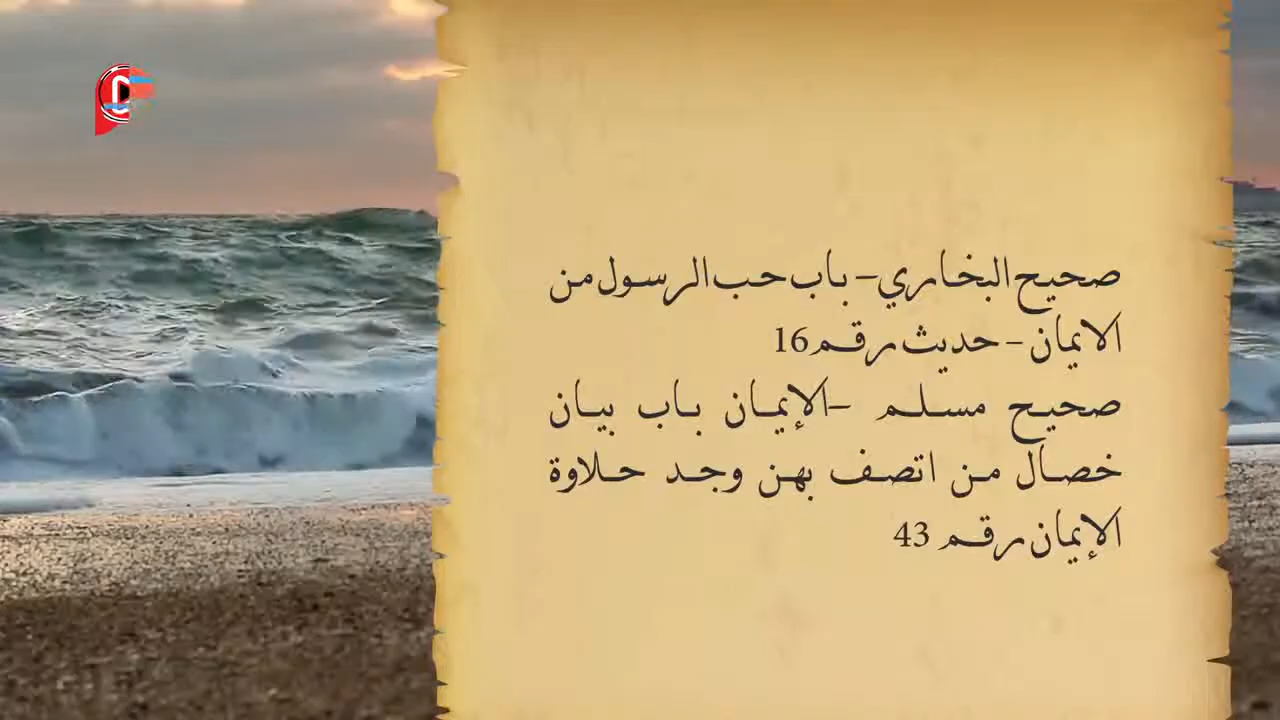 صحيح البخاري - باب حب الرسول من
الايمان - حديث رقم 16
صحيح مسلم -الإيمان باب بيان
خصال من اتصف بهن وجد حلاوة
الإيمان رقم 43